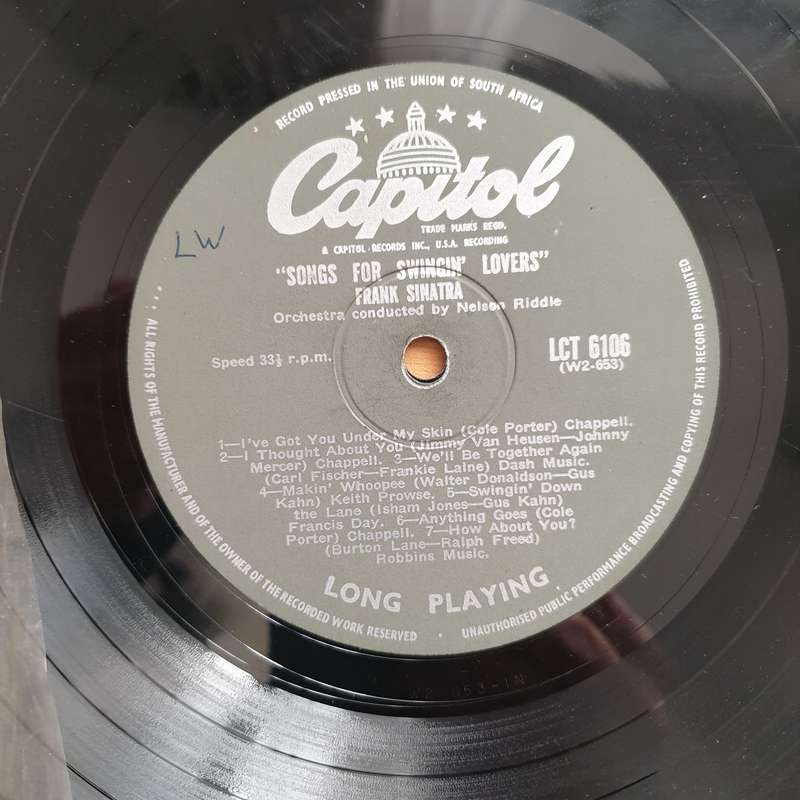 RECORD PRESSED IN THE UNION OF SOUTH AFRICA
Capitol
TRADE MARKS REGD.
& CAPITOL RECORDS INC., U.S.A. RECORDING
LW
"SONGS FOR SWINGIN' LOVERS"
FRANK SINATRA
Orchestra conducted by Nelson Riddle
Speed 33⅓ r.p.m.
LCT 6106
(W2-653)
1—I've Got You Under My Skin (Cole Porter) Chappell.
2—I Thought About You (Jimmy Van Heusen—Johnny
Mercer) Chappell. 3—We'll Be Together Again
(Carl Fischer—Frankie Laine) Dash Music.
4—Makin' Whoopee (Walter Donaldson—Gus
Kahn) Keith Prowse. 5—Swingin' Down
the Lane (Isham Jones—Gus Kahn)
Francis Day. 6—Anything Goes (Cole
Porter) Chappell. 7—How About You?
(Burton Lane—Ralph Freed)
Robbins Music.
LONG PLAYING
... ALL RIGHTS OF THE MANUFACTURER AND OF THE OWNER OF THE RECORDED WORK RESERVED · UNAUTHORISED PUBLIC PERFORMANCE BROADCASTING AND COPYING OF THIS RECORD PROHIBITED
W2-653-1N